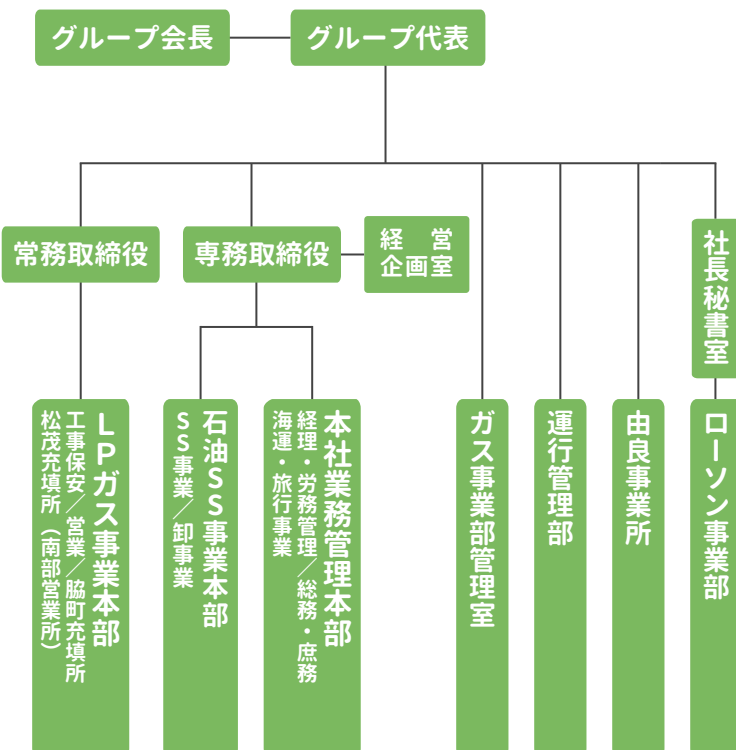 グループ会長
グループ代表
常務取締役
専務取締役
経　営
企画室
社長秘書室
LPガス事業本部
工事保安／営業／脇町充填所
松茂充填所（南部営業所）
石油SS事業本部
SS事業／卸事業
本社業務管理本部
経理・労務管理／総務・庶務
海運・旅行事業
ガス事業部管理室
運行管理部
由良事業所
ローソン事業部